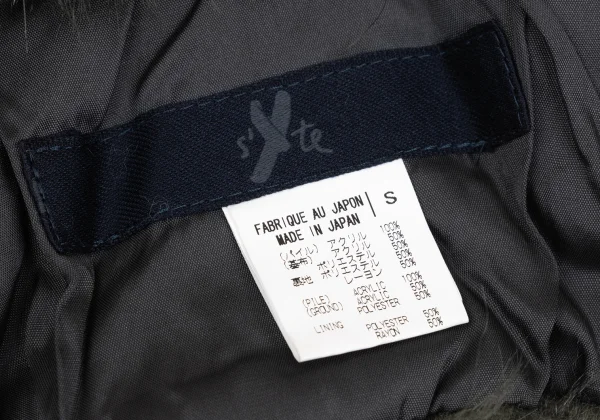 s'Yte
FABRIQUE AU JAPON
MADE IN JAPAN
S
(パイル) アクリル 100%
(基布) アクリル 50%
ポリエステル 50%
裏地 ポリエステル 50%
レーヨン 50%
(PILE) ACRYLIC 100%
(GROUND) ACRYLIC 50%
POLYESTER 50%
LINING POLYESTER 50%
RAYON 50%